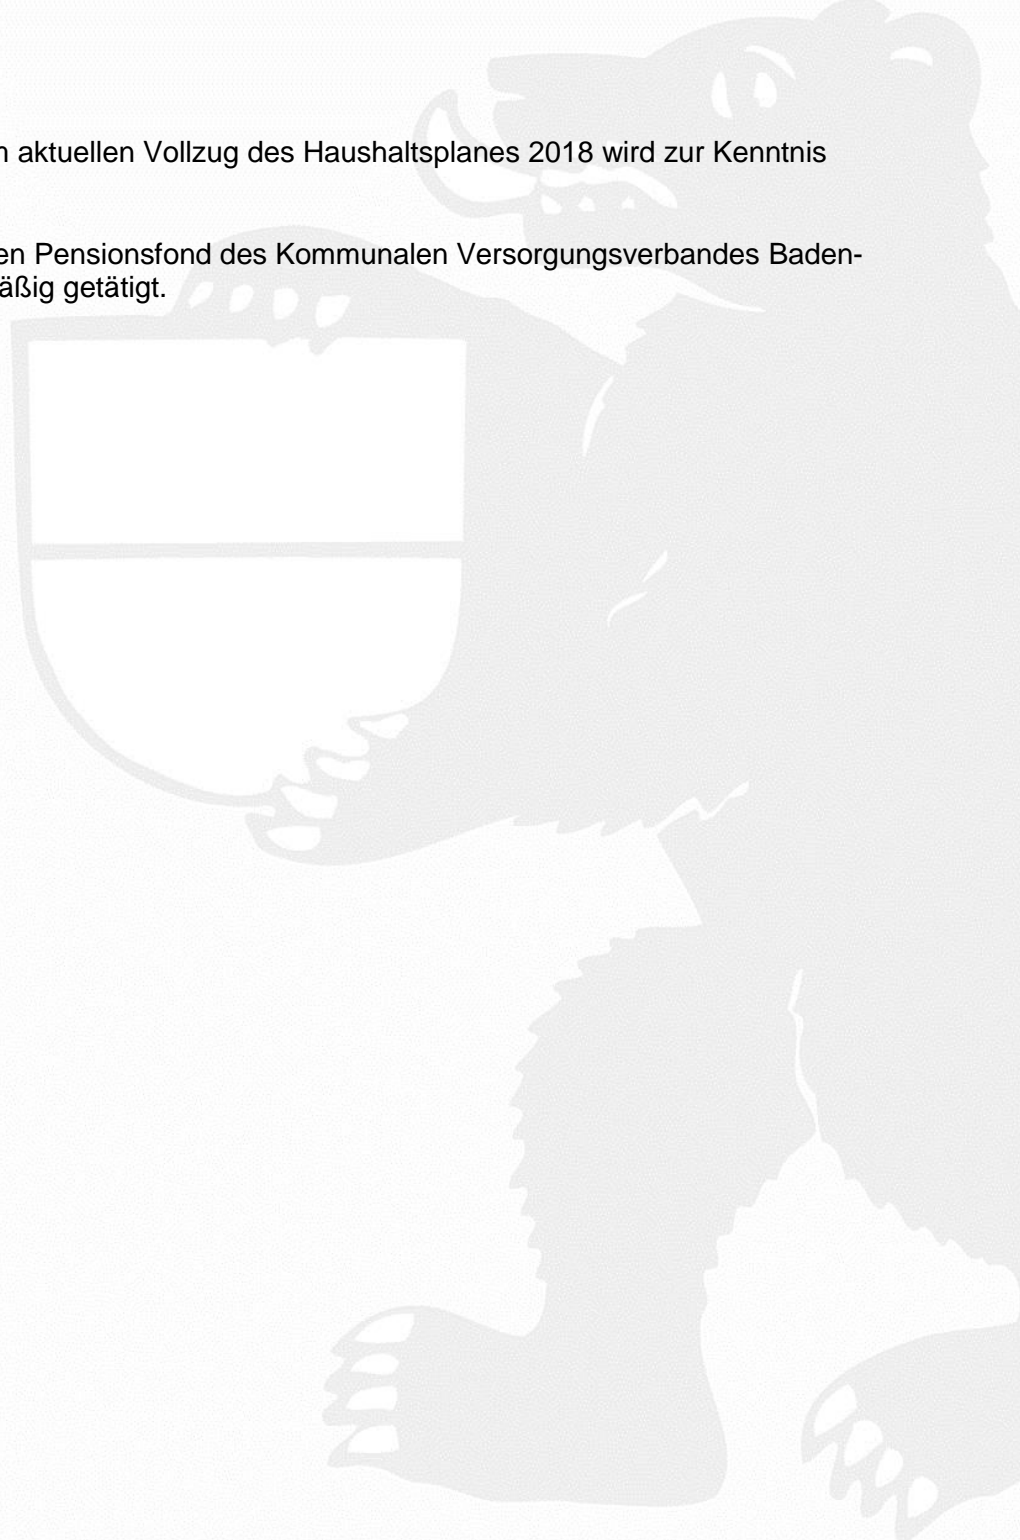 aktuellen Vollzug des Haushaltsplanes 2018 wird zur Kenntnis
en Pensionsfond des Kommunalen Versorgungsverbandes Baden-
äßig getätigt.